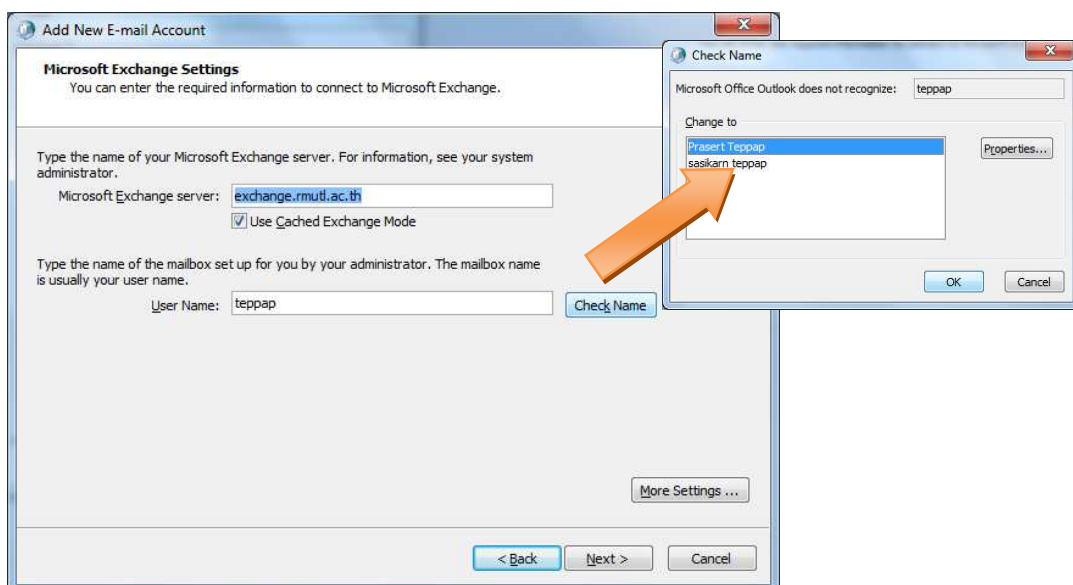 Add New E-mail Account
Microsoft Exchange Settings
You can enter the required information to connect to Microsoft Exchange.
Type the name of your Microsoft Exchange server. For information, see your system
administrator.
Microsoft Exchange server: exchange.rmutl.ac.th
Use Cached Exchange Mode
Type the name of the mailbox set up for you by your administrator. The mailbox name
is usually your user name.
User Name: teppap Check Name
More Settings ...
< Back Next > Cancel
Check Name
Microsoft Office Outlook does not recognize: teppap
Change to
Prasert Teppap
sasikarn teppap
Properties...
OK Cancel